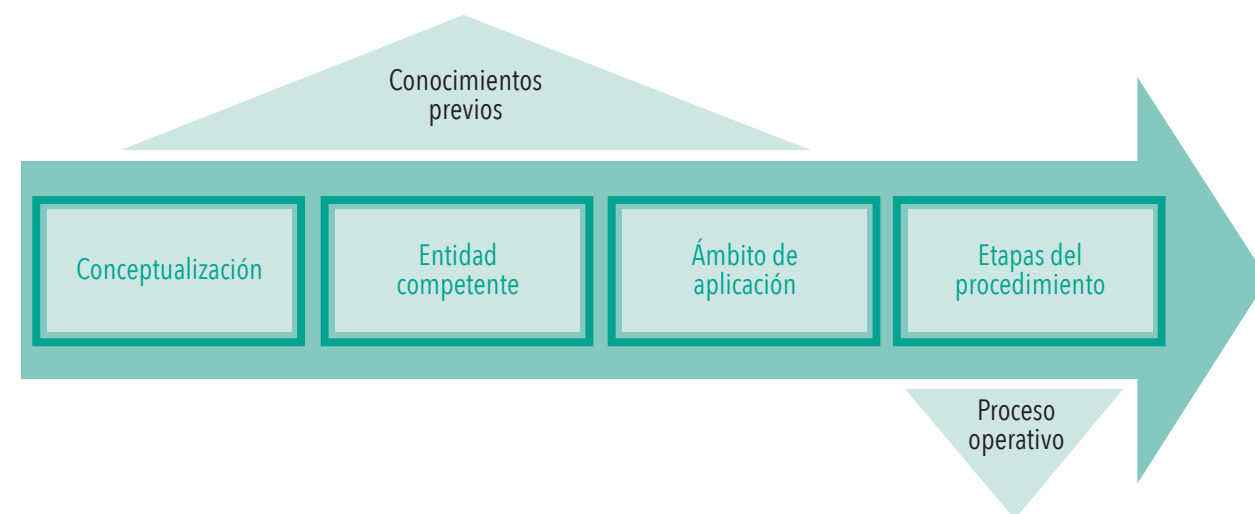 Conocimientos
previos
Conceptualización
Entidad
competente
Ámbito de
aplicación
Etapas del
procedimiento
Proceso
operativo